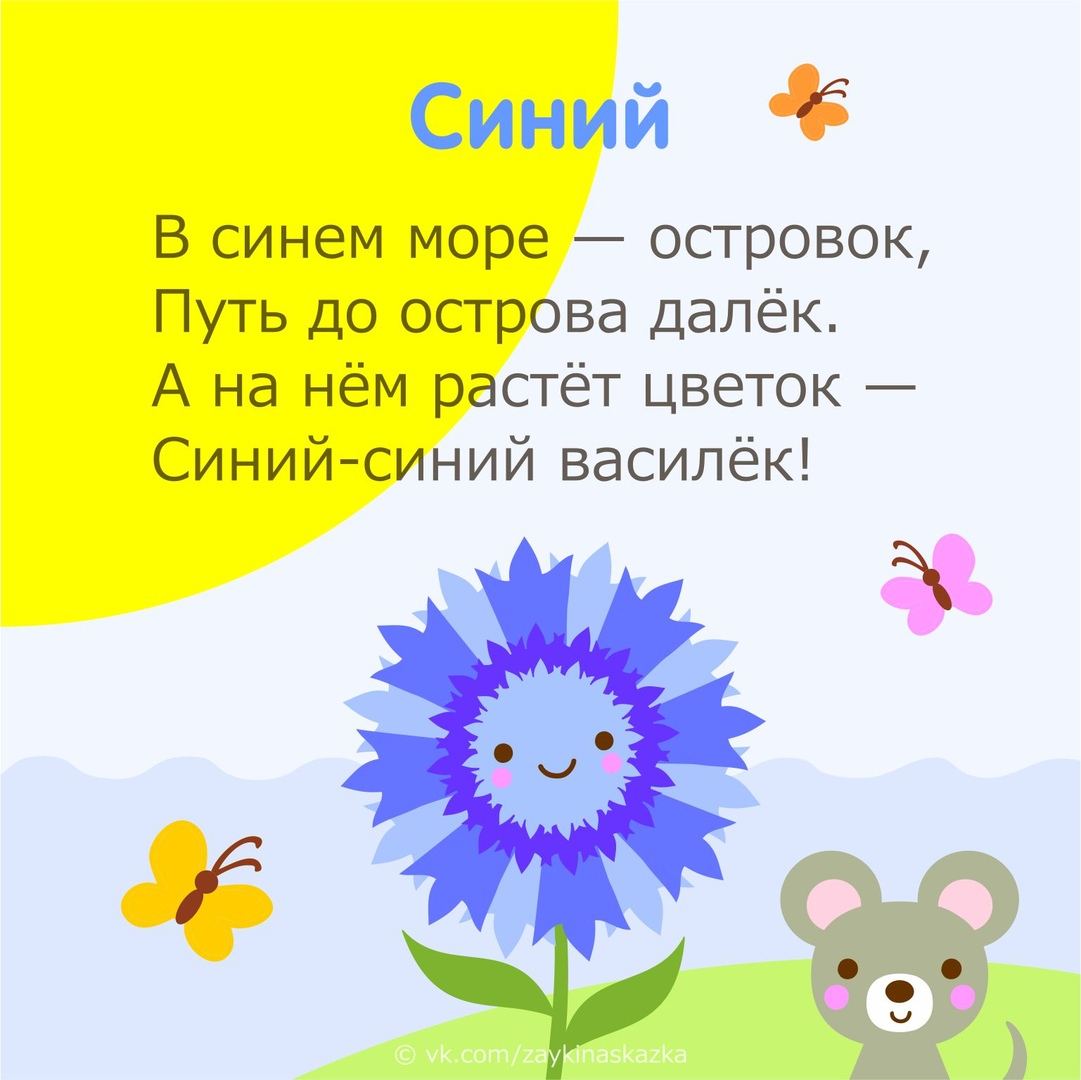 Синий
В синем море — островок,
Путь до острова далёк.
А на нём растёт цветок —
Синий-синий василёк!
© vk.com/zaykinaskazka